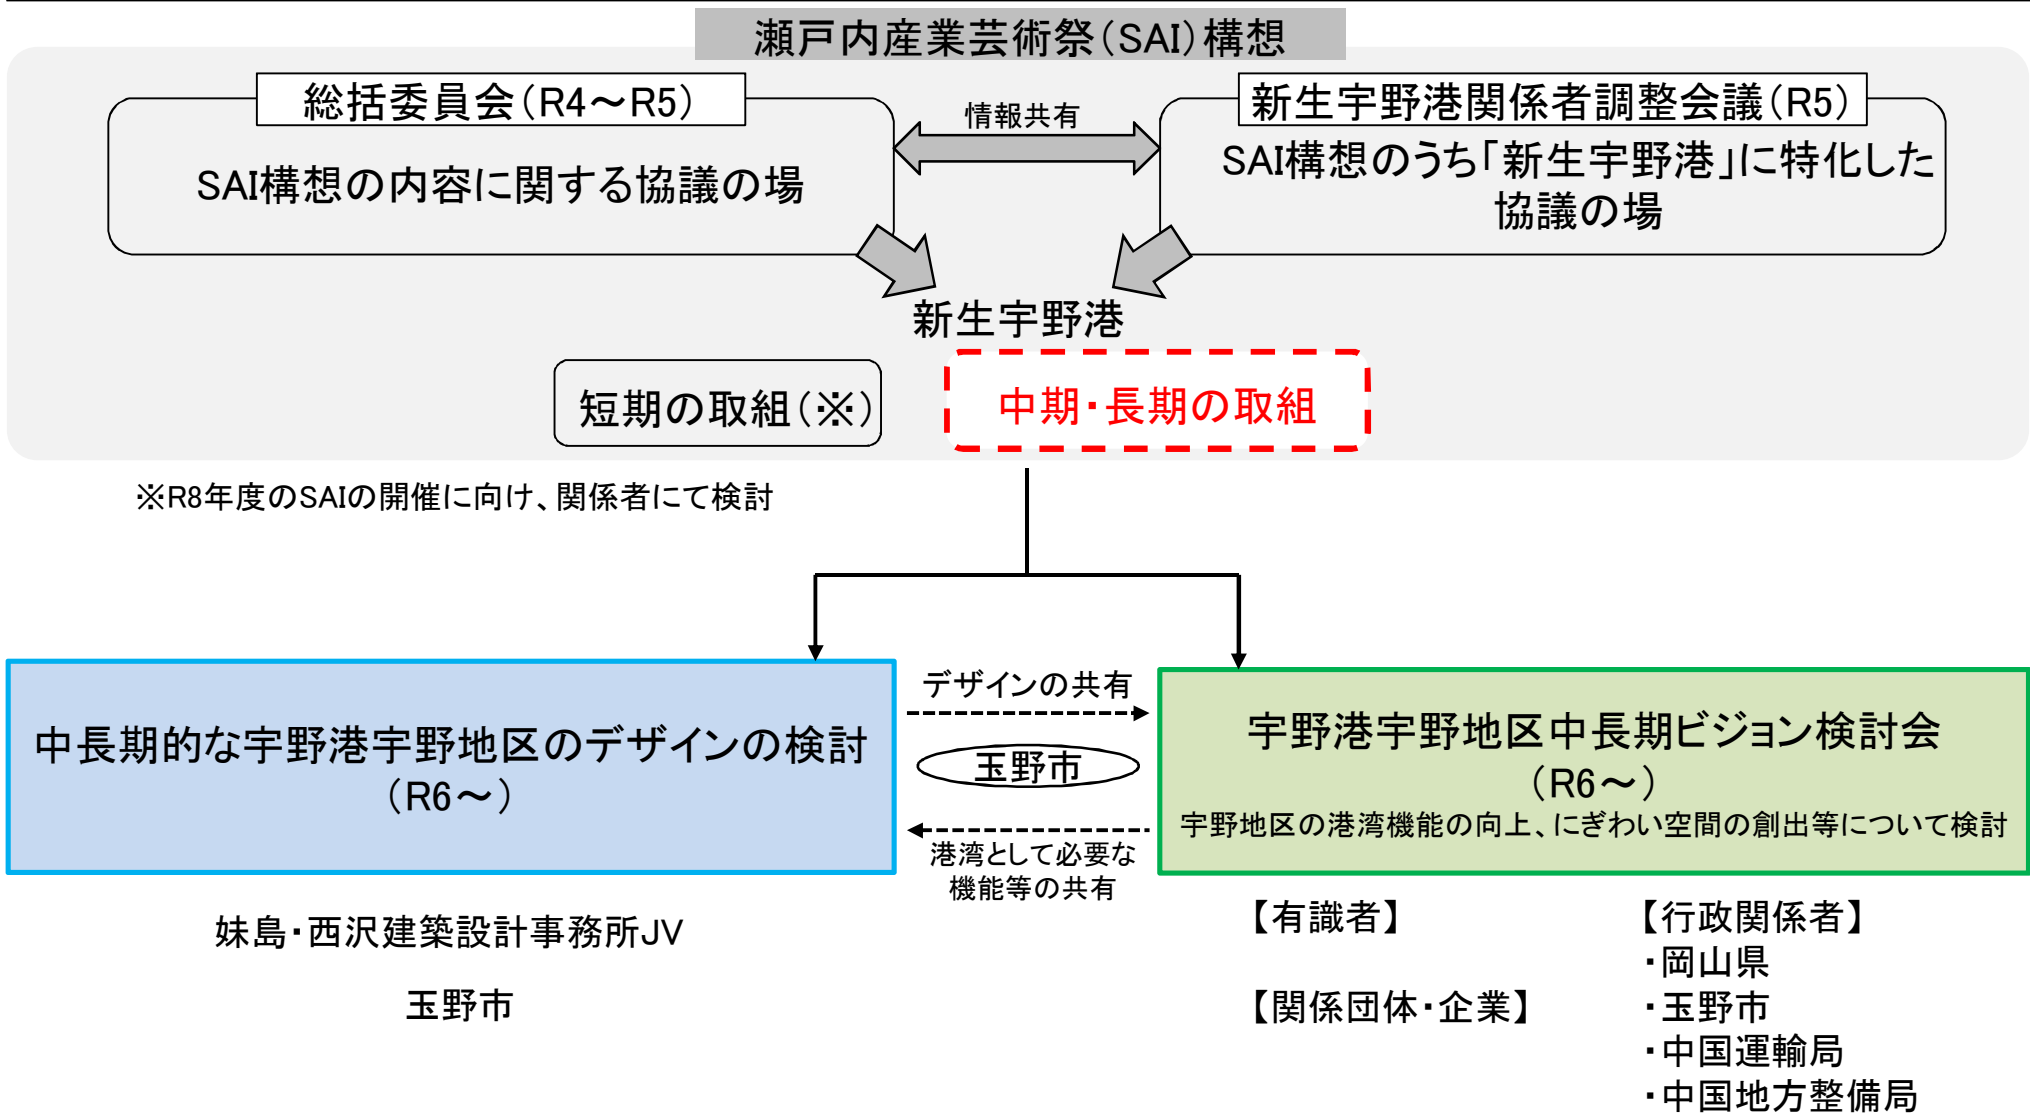 瀬戸内産業芸術祭（SAI）構想
総括委員会（R4～R5）
SAI構想の内容に関する協議の場
情報共有
新生宇野港関係者調整会議（R5）
SAI構想のうち「新生宇野港」に特化した
協議の場
新生宇野港
短期の取組（※）
中期・長期の取組
※R8年度のSAIの開催に向け、関係者にて検討
中長期的な宇野港宇野地区のデザインの検討
（R6～）
デザインの共有
玉野市
港湾として必要な
機能等の共有
宇野港宇野地区中長期ビジョン検討会
（R6～）
宇野地区の港湾機能の向上、にぎわい空間の創出等について検討
妹島・西沢建築設計事務所JV
玉野市
【有識者】
【関係団体・企業】
【行政関係者】
・岡山県
・玉野市
・中国運輸局
・中国地方整備局